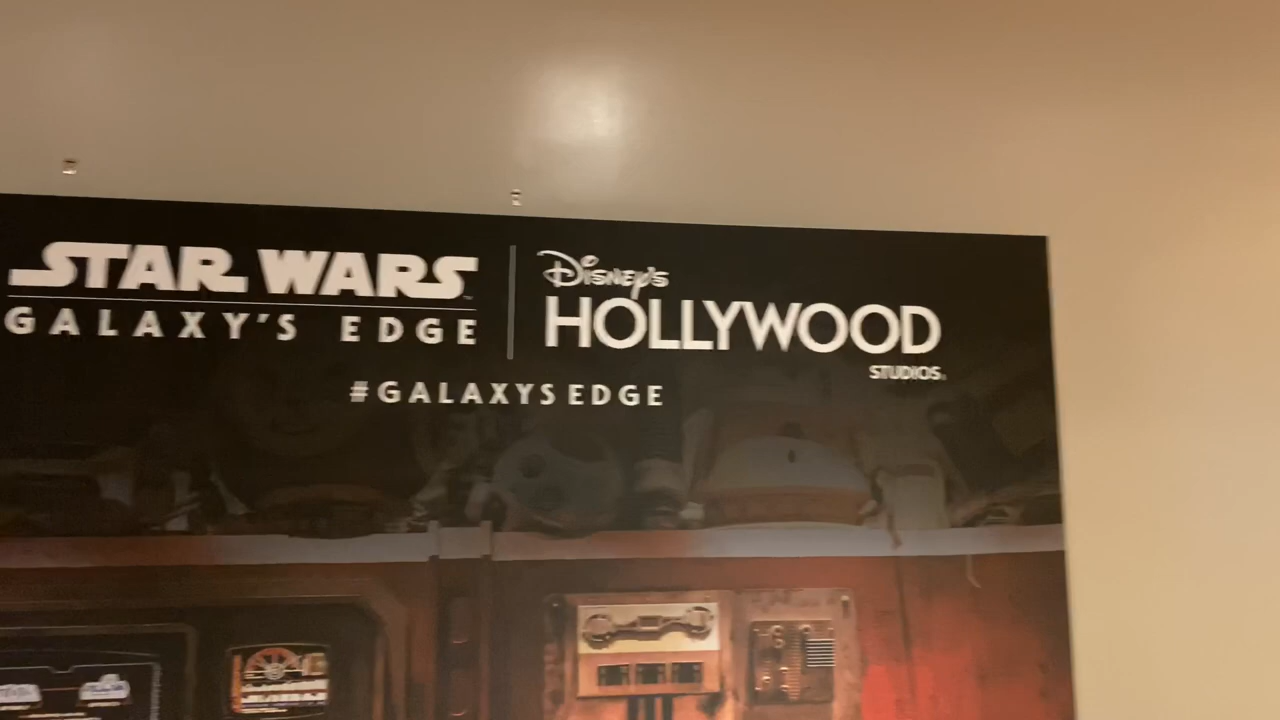 STAR WARS
GALAXY'S EDGE
Disney's
HOLLYWOOD
STUDIOS
#GALAXYSEDGE